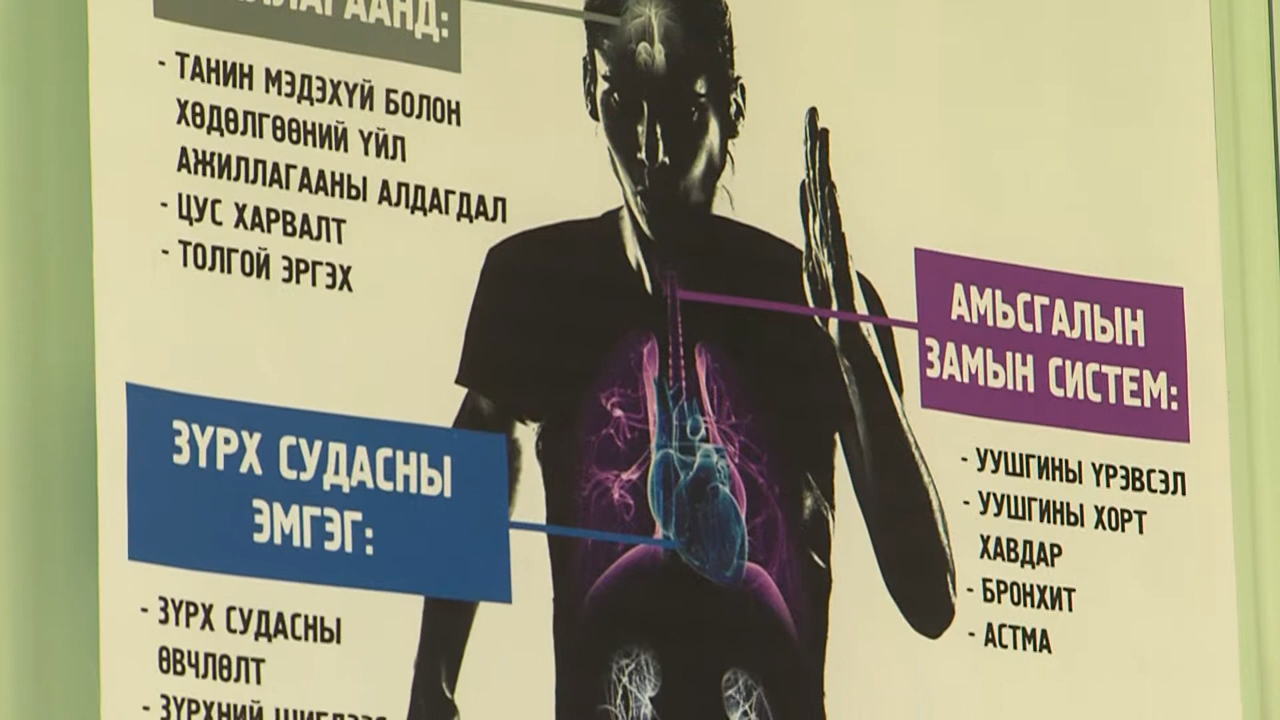 - ТАНИН МЭДЭХҮЙ БОЛОН
ХӨДӨЛГӨӨНИЙ ҮЙЛ
АЖИЛЛАГААНЫ АЛДАГДАЛ
- ЦУС ХАРВАЛТ
- ТОЛГОЙ ЭРГЭХ
АМЬСГАЛЫН
ЗАМЫН СИСТЕМ:
- УУШГИНЫ ҮРЭВСЭЛ
- УУШГИНЫ ХОРТ
ХАВДАР
- БРОНХИТ
- АСТМА
ЗҮРХ СУДАСНЫ
ЭМГЭГ:
- ЗҮРХ СУДАСНЫ
ӨВЧЛӨЛТ
- ЗҮРХНИЙ